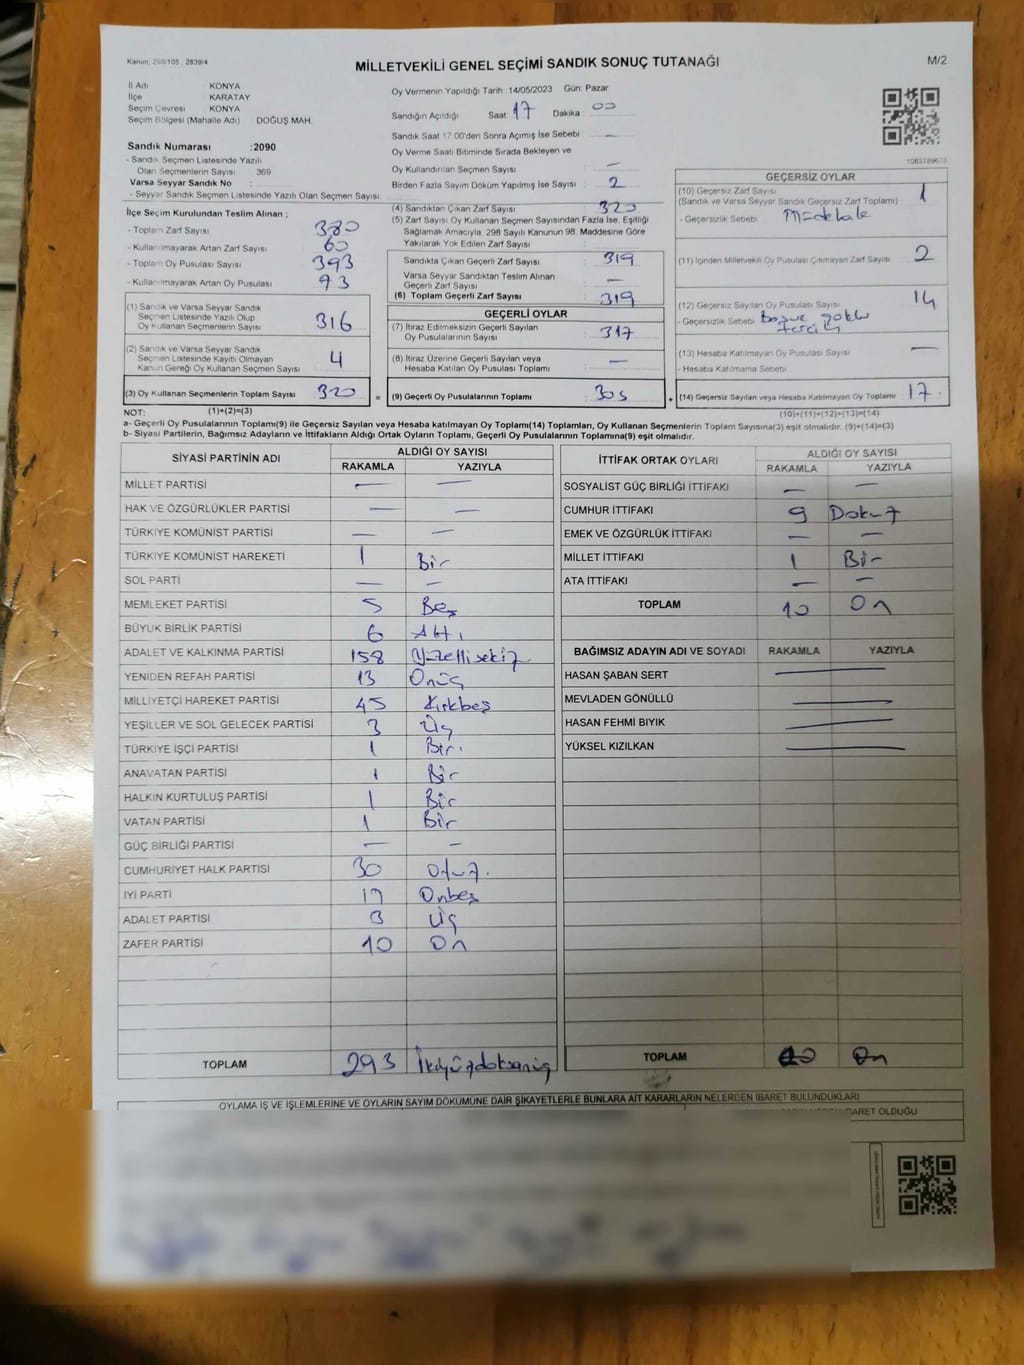 Kanun, 298/105 , 2839/4
MİLLETVEKİLİ GENEL SEÇİMİ SANDIK SONUÇ TUTANAĞI
M/2
İl Adı KONYA
İlçe KARATAY
Seçim Çevresi KONYA
Seçim Bölgesi (Mahalle Adı) DOĞUŞ MAH.
Oy Vermenin Yapıldığı Tarih :14/05/2023 Gün: Pazar
Sandığın Açıldığı Saat : 17 Dakika : 00
Sandık Saat 17:00'den Sonra Açımış İse Sebebi : —
Oy Verme Saati Bitiminde Sırada Bekleyen ve
Oy Kullandırılan Seçmen Sayısı : —
Birden Fazla Sayım Döküm Yapılmış İse Sayısı : 2
Sandık Numarası :2090
- Sandık Seçmen Listesinde Yazılı
Olan Seçmenlerin Sayısı : 369
Varsa Seyyar Sandık No :
- Seyyar Sandık Listesinde Yazılı Olan Seçmen Sayısı :
İlçe Seçim Kurulundan Teslim Alınan ;
- Toplam Zarf Sayısı : 380
- Kullanılmayarak Artan Zarf Sayısı : 60
- Toplam Oy Pusulası Sayısı : 393
- Kullanılmayarak Artan Oy Pusulası : 73
(1) Sandık ve Varsa Seyyar Sandık
Seçmen Listesinde Yazılı Olup
Oy Kullanan Seçmenlerin Sayısı : 316
(2) Sandık ve Varsa Seyyar Sandık
Seçmen Listesinde Kayıtlı Olmayan
Kanun Gereği Oy Kullanan Seçmen Sayısı : 4
(3) Oy Kullanan Seçmenlerin Toplam Sayısı : 320
(1)+(2)=(3)
(4) Sandıktan Çıkan Zarf Sayısı : 320
(5) Zarf Sayısı Oy Kullanan Seçmen Sayısından Fazla İse, Eşitliği
Sağlamak Amacıyla, 298 Sayılı Kanunun 98. Maddesine Göre
Yakılarak Yok Edilen Zarf Sayısı :
Sandıkta Çıkan Geçerli Zarf Sayısı : 319
Varsa Seyyar Sandıktan Teslim Alınan
Geçerli Zarf Sayısı : —
(6) Toplam Geçerli Zarf Sayısı : 319
GEÇERLİ OYLAR
(7) İtiraz Edilmeksizin Geçerli Sayılan
Oy Pusulalarının Sayısı : 317
(8) İtiraz Üzerine Geçerli Sayılan veya
Hesaba Katılan Oy Pusulası Toplamı : —
= (9) Geçerli Oy Pusulalarının Toplamı : 305
1083789678
GEÇERSİZ OYLAR
(10) Geçersiz Zarf Sayısı : 1
(Sandık ve Varsa Seyyar Sandık Geçersiz Zarf Toplamı)
- Geçersizlik Sebebi : Müdehale
(11) İçinden Milletvekili Oy Pusulası Çıkmayan Zarf Sayısı : 2
(12) Geçersiz Sayılan Oy Pusulası Sayısı : 14
- Geçersizlik Sebebi
(13) Hesaba Katılmayan Oy Pusulası Sayısı : —
- Hesaba Katılmama Sebebi
+ (14) Geçersiz Sayılan veya Hesaba Katılmayan Oy Toplamı : 17
(10)+(11)+(12)+(13)=(14)
NOT:
a- Geçerli Oy Pusulalarının Toplamı(9) ile Geçersiz Sayılan veya Hesaba katılmayan Oy Toplamı(14) Toplamları, Oy Kullanan Seçmenlerin Toplam Sayısına(3) eşit olmalıdır. (9)+(14)=(3)
b- Siyasi Partilerin, Bağımsız Adayların ve İttifakların Aldığı Ortak Oyların Toplamı, Geçerli Oy Pusulalarının Toplamına(9) eşit olmalıdır.
SİYASİ PARTİNİN ADI ALDIĞI OY SAYISI
RAKAMLA YAZIYLA
MİLLET PARTİSİ — —
HAK VE ÖZGÜRLÜKLER PARTİSİ — —
TÜRKİYE KOMÜNİST PARTİSİ — —
TÜRKİYE KOMÜNİST HAREKETİ 1 Bir
SOL PARTİ — —
MEMLEKET PARTİSİ 5 Beş
BÜYÜK BİRLİK PARTİSİ 6 Altı
ADALET VE KALKINMA PARTİSİ 158 Yüzellisekiz
YENİDEN REFAH PARTİSİ 13 Onüç
MİLLİYETÇİ HAREKET PARTİSİ 45 Kırkbeş
YEŞİLLER VE SOL GELECEK PARTİSİ 3 Üç
TÜRKİYE İŞÇİ PARTİSİ 1 Bir.
ANAVATAN PARTİSİ 1 Bir
HALKIN KURTULUŞ PARTİSİ 1 Bir
VATAN PARTİSİ 1 Bir
GÜÇ BİRLİĞİ PARTİSİ — —
CUMHURİYET HALK PARTİSİ 30 Otuz.
İYİ PARTİ Onbeş
ADALET PARTİSİ 3 Üç
ZAFER PARTİSİ 10 On
TOPLAM 293 İkiyüzdoksanüç
İTTİFAK ORTAK OYLARI ALDIĞI OY SAYISI
RAKAMLA YAZIYLA
SOSYALİST GÜÇ BİRLİĞİ İTTİFAKI — —
CUMHUR İTTİFAKI 9 Dokuz
EMEK VE ÖZGÜRLÜK İTTİFAKI — —
MİLLET İTTİFAKI 1 Bir
ATA İTTİFAKI — —
TOPLAM 10 On
BAĞIMSIZ ADAYIN ADI VE SOYADI RAKAMLA YAZIYLA
HASAN ŞABAN SERT —
MEVLADEN GÖNÜLLÜ —
HASAN FEHMİ BIYIK —
YÜKSEL KIZILKAN —
TOPLAM 10 On
OYLAMA İŞ VE İŞLEMLERİNE VE OYLARIN SAYIM DÖKÜMÜNE DAİR ŞİKAYETLERLE BUNLARA AİT KARARLARIN NELERDEN İBARET BULUNDUKLARI
BARET OLDUĞU